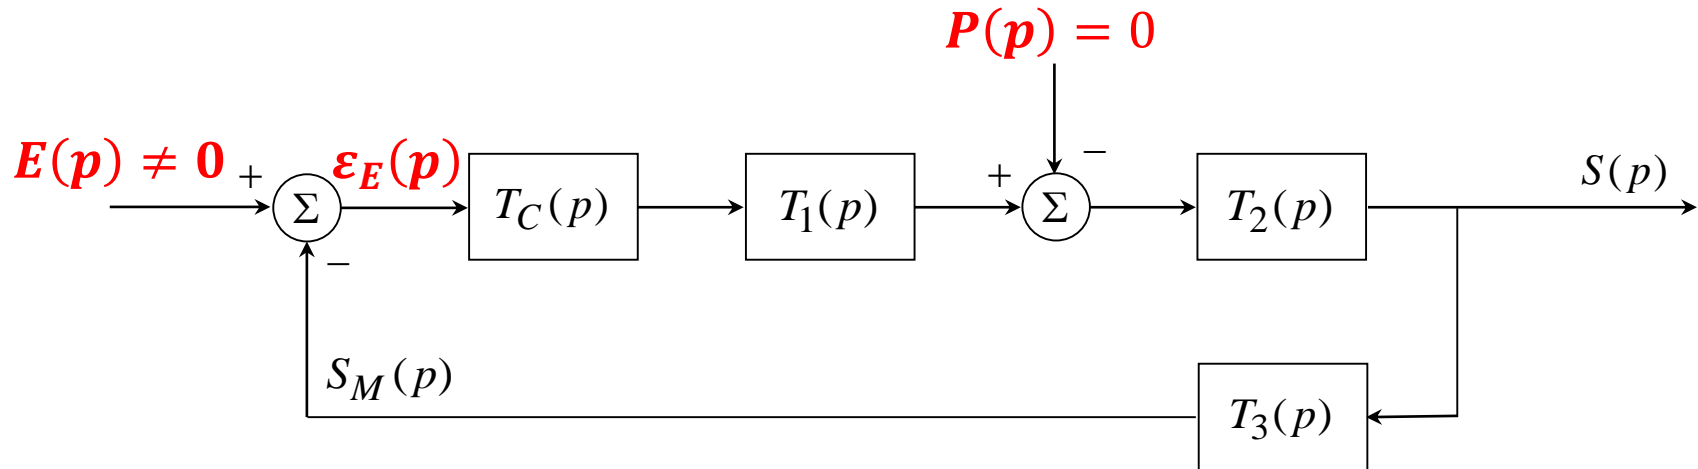 P(p) = 0
E(p) ≠ 0
+
ε_E(p)
Σ
T_C(p)
T_1(p)
+
−
Σ
T_2(p)
S(p)
−
S_M(p)
T_3(p)